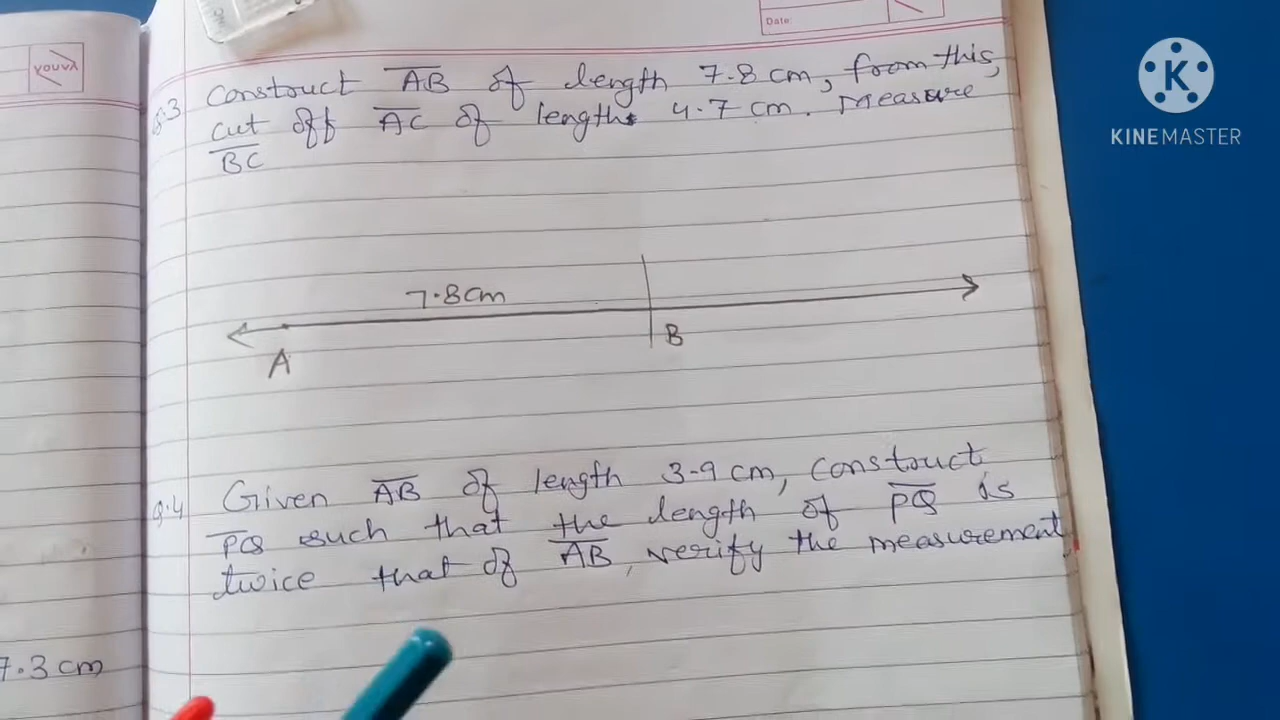 Date:
YOUVA
K
KINEMASTER
Q.3 Construct AB of length 7.8 cm, from this,
cut off AC of length 4.7 cm. Measure
BC
7.8cm
A
B
Q.4 Given AB of length 3.9 cm, construct
PQ such that the length of PQ is
twice that of AB, verify the measurement
7.3 cm